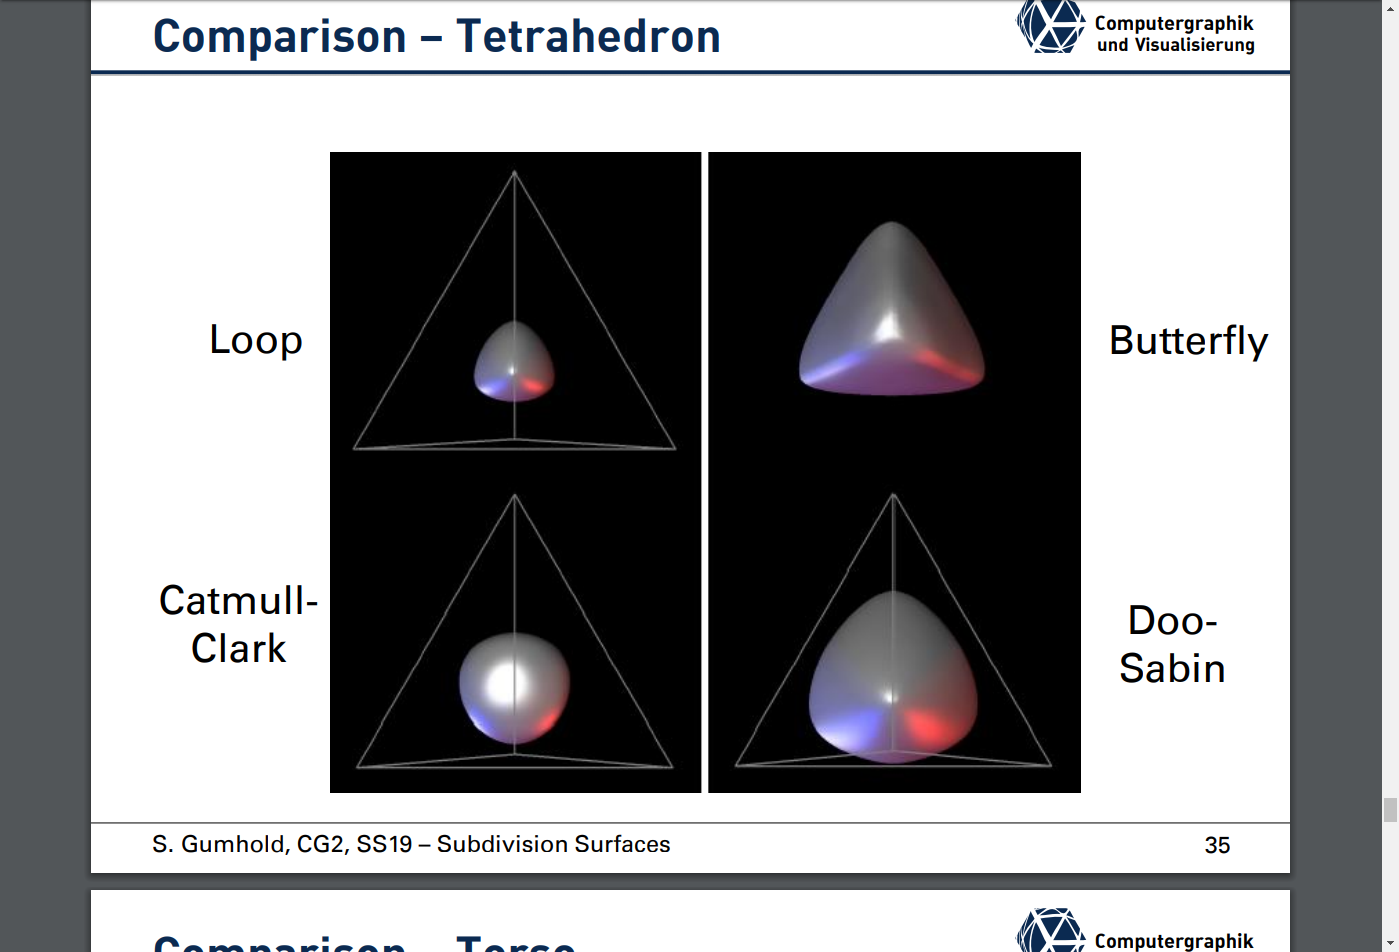 Comparison – Tetrahedron
Computergraphik
und Visualisierung
Loop
Butterfly
Catmull-
Clark
Doo-
Sabin
S. Gumhold, CG2, SS19 – Subdivision Surfaces
35
Comparison – Torso
Computergraphik